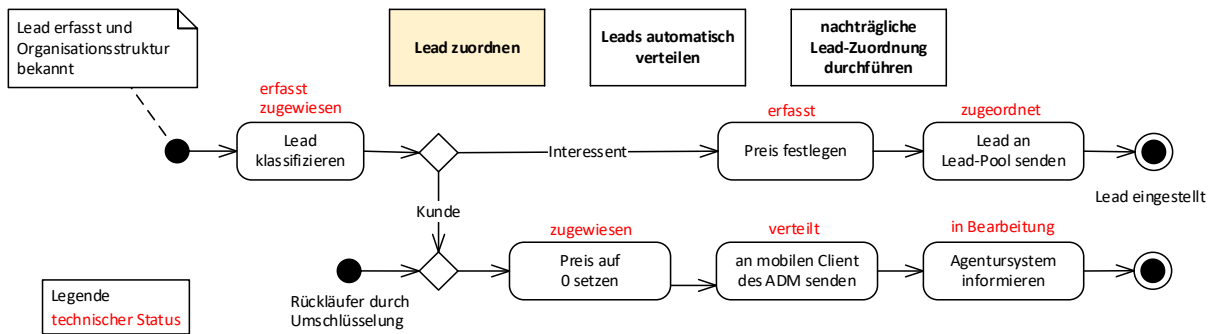 Lead erfasst und
Organisationsstruktur
bekannt
Lead zuordnen
Leads automatisch
verteilen
nachträgliche
Lead-Zuordnung
durchführen
erfasst
zugewiesen
Lead
klassifizieren
Interessent
erfasst
Preis festlegen
zugeordnet
Lead an
Lead-Pool senden
Lead eingestellt
Kunde
Rückläufer durch
Umschlüsselung
zugewiesen
Preis auf
0 setzen
verteilt
an mobilen Client
des ADM senden
in Bearbeitung
Agentursystem
informieren
Legende
technischer Status